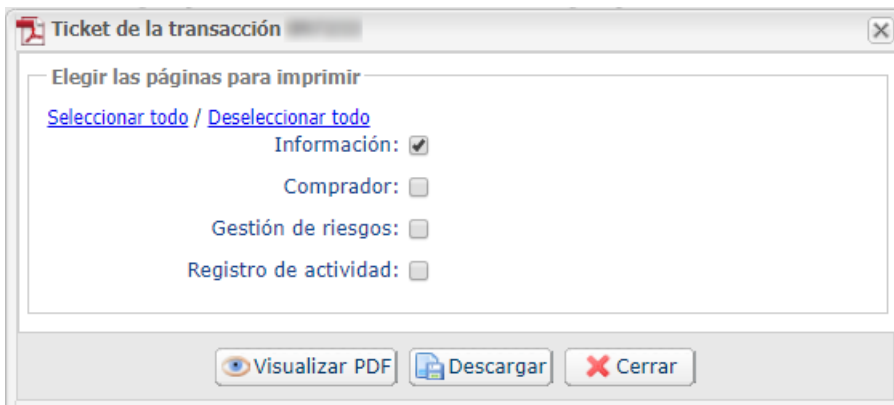 Ticket de la transacción
Elegir las páginas para imprimir
Seleccionar todo / Deseleccionar todo
Información:
Comprador:
Gestión de riesgos:
Registro de actividad:
Visualizar PDF Descargar Cerrar